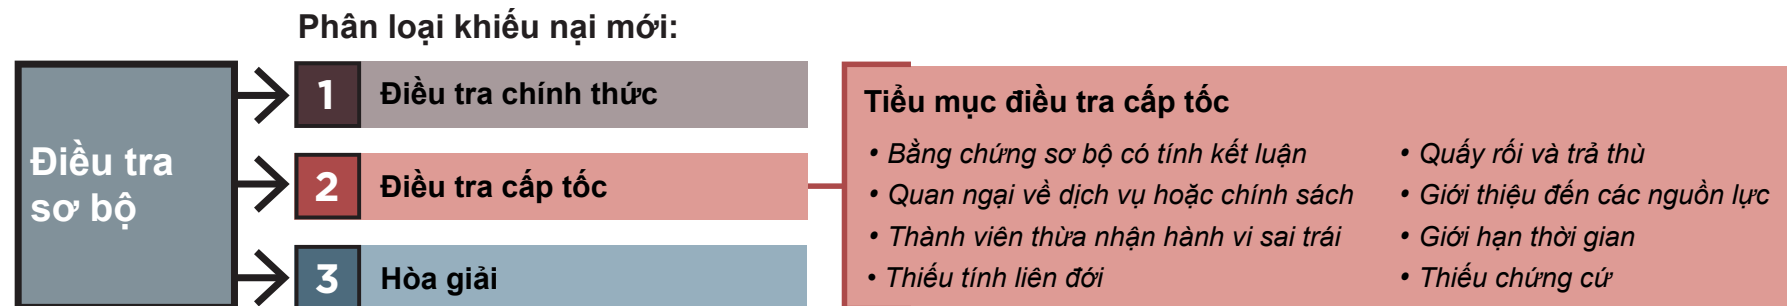 Phân loại khiếu nại mới:
Điều tra
sơ bộ
1 Điều tra chính thức
2 Điều tra cấp tốc
3 Hòa giải
Tiểu mục điều tra cấp tốc
• Bằng chứng sơ bộ có tính kết luận
• Quan ngại về dịch vụ hoặc chính sách
• Thành viên thừa nhận hành vi sai trái
• Thiếu tính liên đới
• Quấy rối và trả thù
• Giới thiệu đến các nguồn lực
• Giới hạn thời gian
• Thiếu chứng cứ